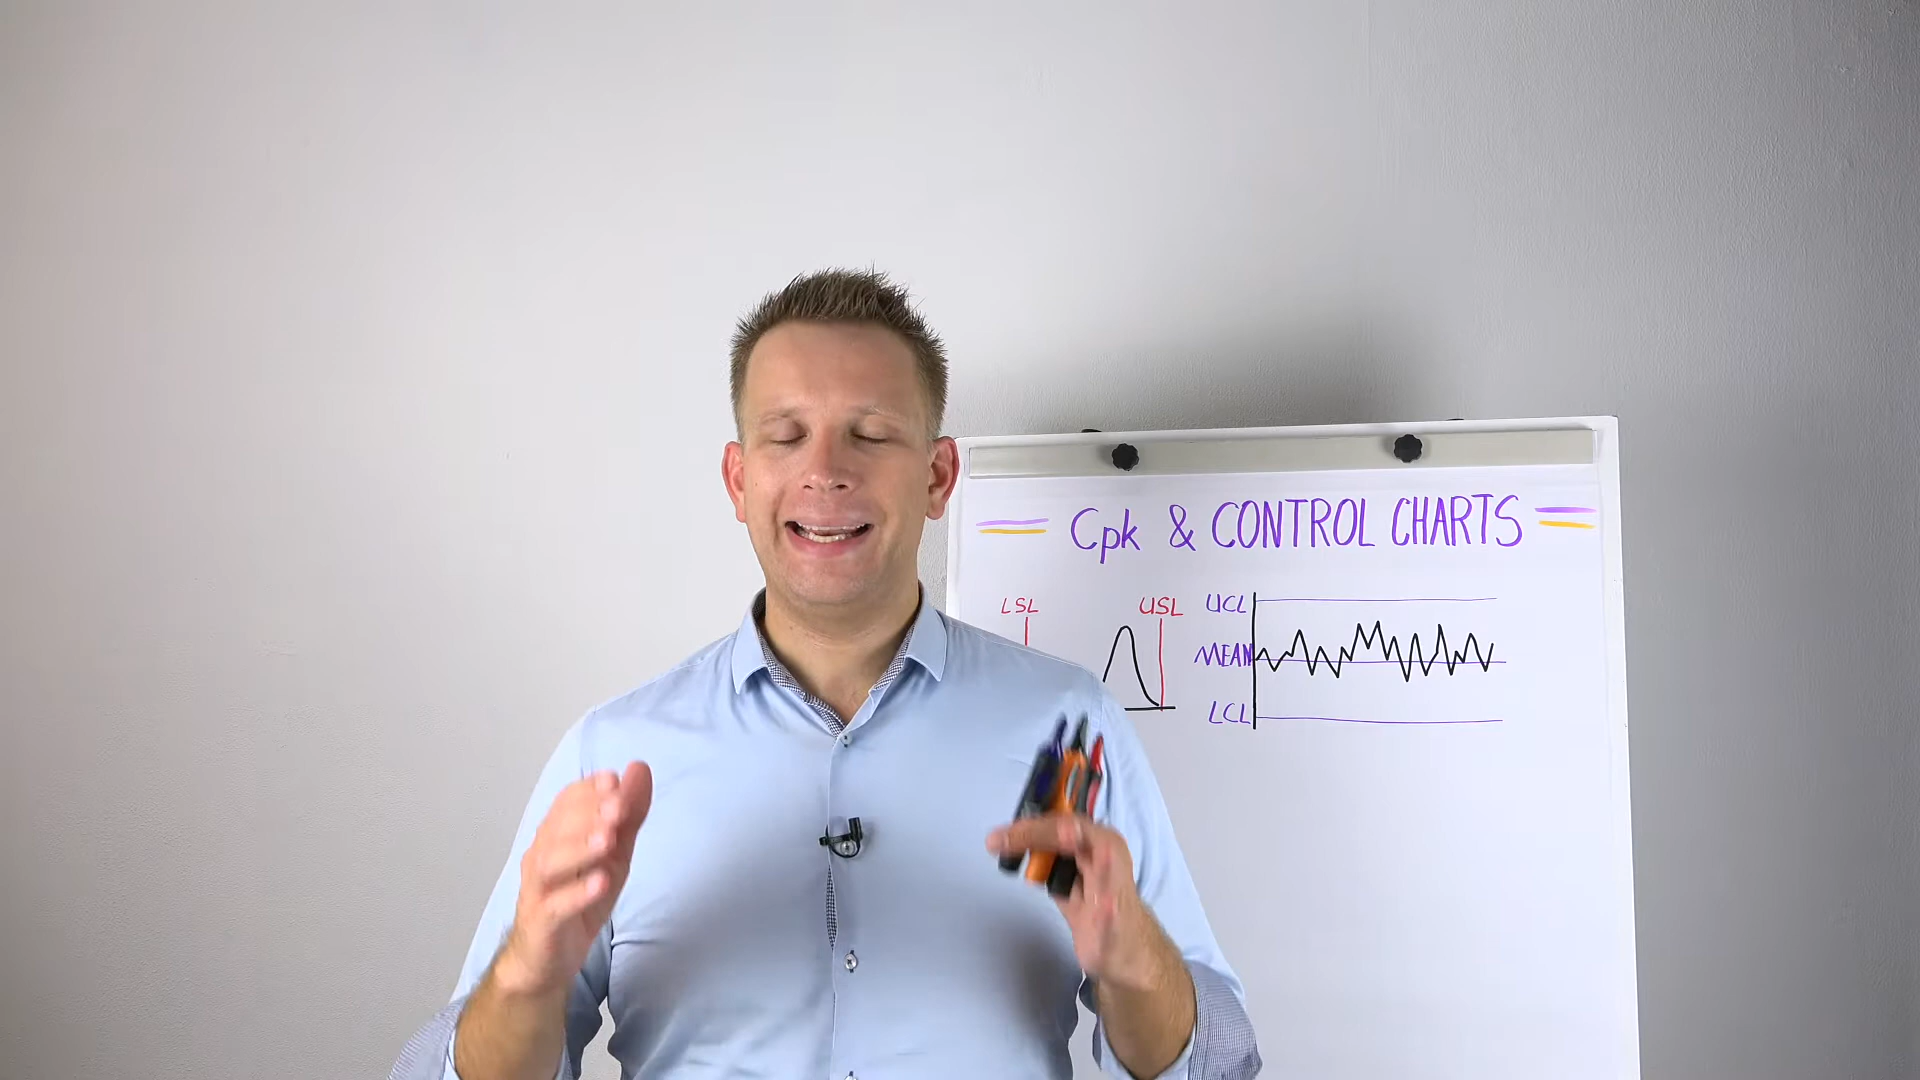 Cpk & CONTROL CHARTS
LSL USL
UCL
MEAN
LCL